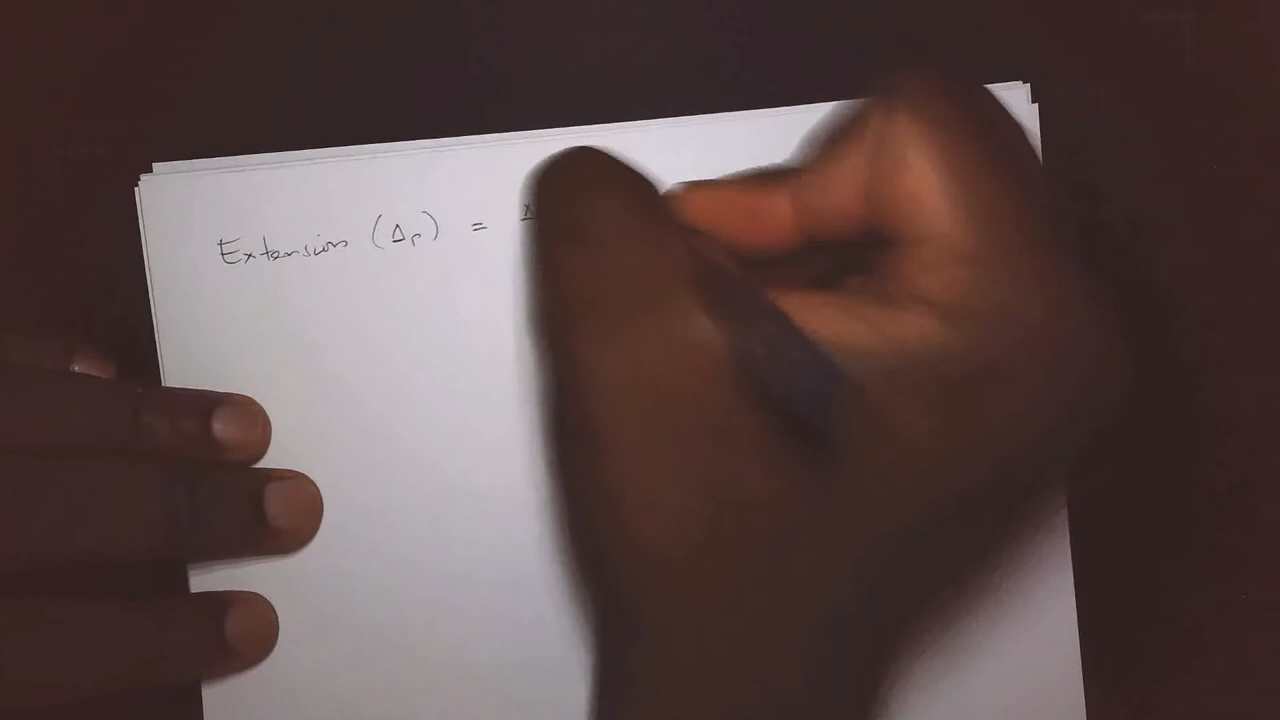 Extension (Δr) =